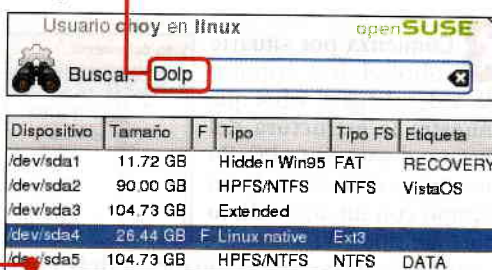 Usuario choy en linux
openSUSE
Buscar: Dolp
Dispositivo Tamaño F Tipo Tipo FS Etiqueta
/dev/sda1 11.72 GB Hidden Win95 FAT RECOVERY
/dev/sda2 90.00 GB HPFS/NTFS NTFS VistaOS
/dev/sda3 104.73 GB Extended
/dev/sda4 26.44 GB F Linux native Ext3
/dev/sda5 104.73 GB HPFS/NTFS NTFS DATA